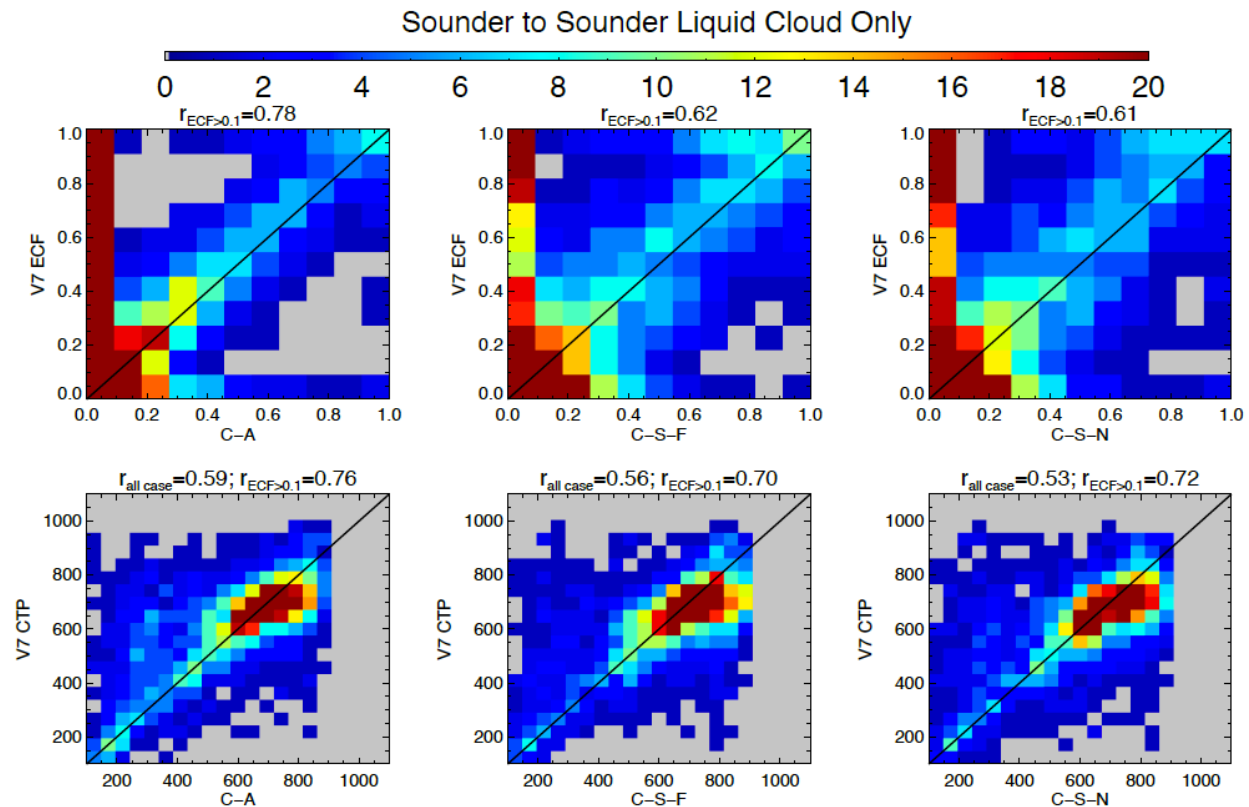 Sounder to Sounder Liquid Cloud Only
0 2 4 6 8 10 12 14 16 18 20
rECF>0.1=0.78 rECF>0.1=0.62 rECF>0.1=0.61
V7 ECF V7 ECF V7 ECF
1.0 1.0 1.0
0.8 0.8 0.8
0.6 0.6 0.6
0.4 0.4 0.4
0.2 0.2 0.2
0.0 0.0 0.0
0.0 0.2 0.4 0.6 0.8 1.0 0.0 0.2 0.4 0.6 0.8 1.0 0.0 0.2 0.4 0.6 0.8 1.0
C-A C-S-F C-S-N
rall case=0.59; rECF>0.1=0.76 rall case=0.56; rECF>0.1=0.70 rall case=0.53; rECF>0.1=0.72
V7 CTP V7 CTP V7 CTP
1000 1000 1000
800 800 800
600 600 600
400 400 400
200 200 200
200 400 600 800 1000 200 400 600 800 1000 200 400 600 800 1000
C-A C-S-F C-S-N